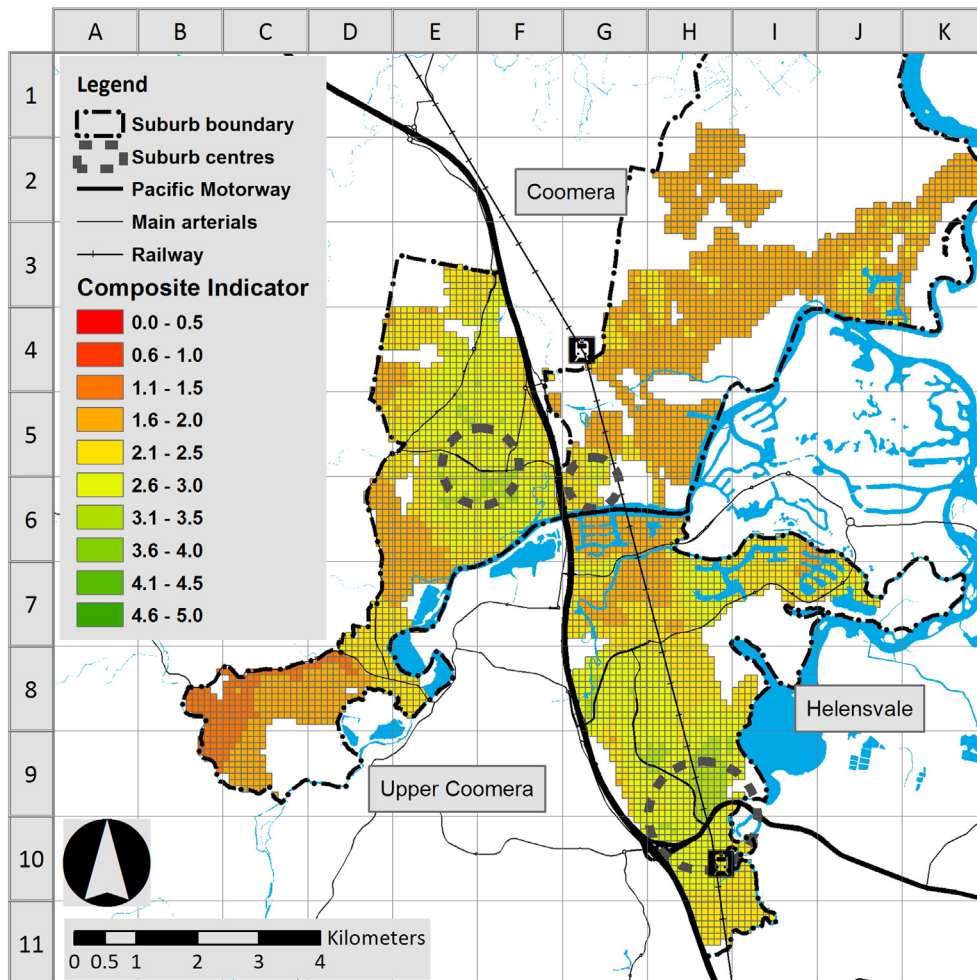 A B C D E F G H I J K
1
2
3
4
5
6
7
8
9
10
11
Legend
Suburb boundary
Suburb centres
Pacific Motorway
Main arterials
Railway
Composite Indicator
0.0 - 0.5
0.6 - 1.0
1.1 - 1.5
1.6 - 2.0
2.1 - 2.5
2.6 - 3.0
3.1 - 3.5
3.6 - 4.0
4.1 - 4.5
4.6 - 5.0
Coomera
Helensvale
Upper Coomera
Kilometers
0 0.5 1 2 3 4